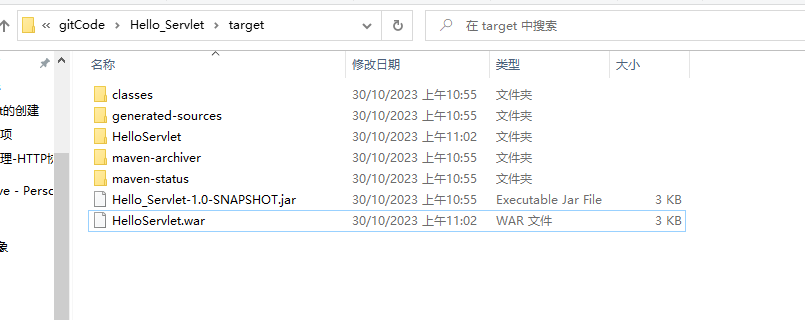 « gitCode > Hello_Servlet > target
在 target 中搜索
名称 修改日期 类型 大小
classes 30/10/2023 上午10:55 文件夹
t的创建
generated-sources 30/10/2023 上午10:55 文件夹
项
HelloServlet 30/10/2023 上午11:02 文件夹
理-HTTP协
maven-archiver 30/10/2023 上午10:55 文件夹
maven-status 30/10/2023 上午10:55 文件夹
ve - Perso
Hello_Servlet-1.0-SNAPSHOT.jar 30/10/2023 上午10:55 Executable Jar File 3 KB
HelloServlet.war 30/10/2023 上午11:02 WAR 文件 3 KB
象